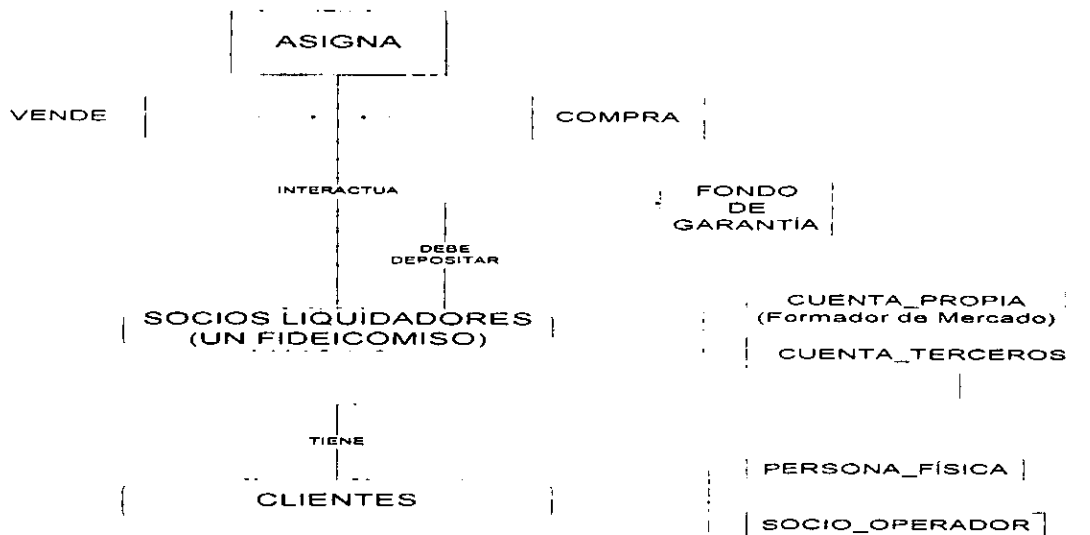 ASIGNA
VENDE
COMPRA
INTERACTUA
FONDO
DE
GARANTÍA
DEBE
DEPOSITAR
SOCIOS LIQUIDADORES
(UN FIDEICOMISO)
CUENTA_PROPIA
(Formador de Mercado)
CUENTA_TERCEROS
TIENE
PERSONA_FÍSICA
CLIENTES
SOCIO_OPERADOR